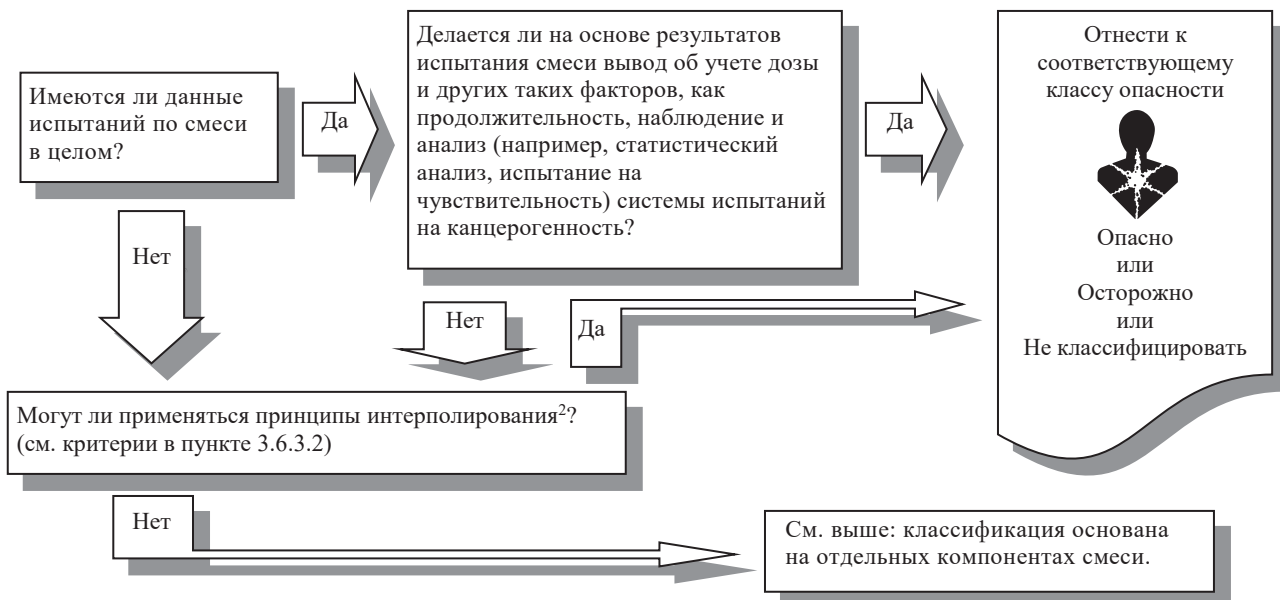 Имеются ли данные
испытаний по смеси
в целом?
Да
Делается ли на основе результатов
испытания смеси вывод об учете дозы
и других таких факторов, как
продолжительность, наблюдение и
анализ (например, статистический
анализ, испытание на
чувствительность) системы испытаний
на канцерогенность?
Да
Отнести к
соответствующему
классу опасности
Опасно
или
Осторожно
или
Не классифицировать
Нет
Нет
Да
Могут ли применяться принципы интерполирования²?
(см. критерии в пункте 3.6.3.2)
Нет
См. выше: классификация основана
на отдельных компонентах смеси.